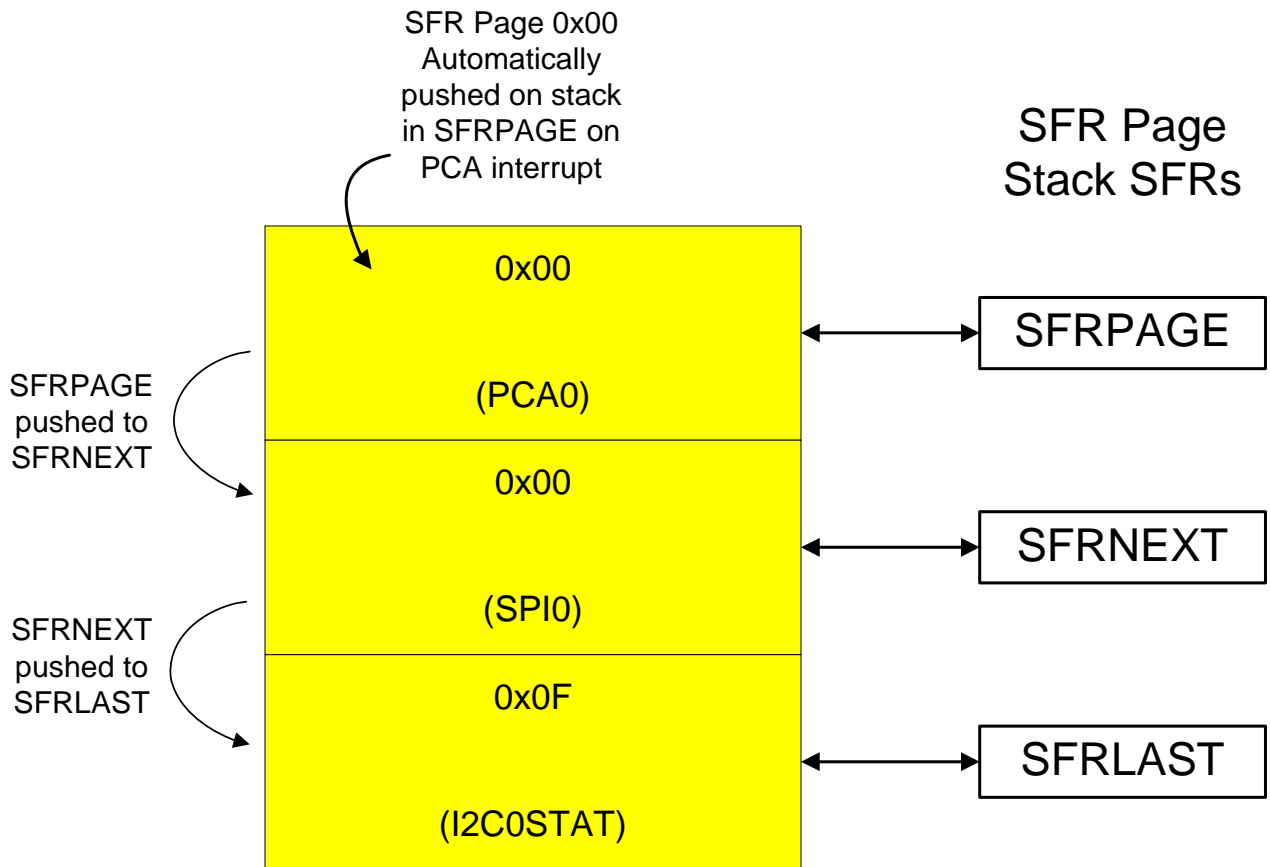 SFR Page 0x00
Automatically
pushed on stack
in SFRPAGE on
PCA interrupt
SFR Page
Stack SFRs
0x00
(PCA0)
SFRPAGE
SFRPAGE
pushed to
SFRNEXT
0x00
(SPI0)
SFRNEXT
SFRNEXT
pushed to
SFRLAST
0x0F
(I2C0STAT)
SFRLAST